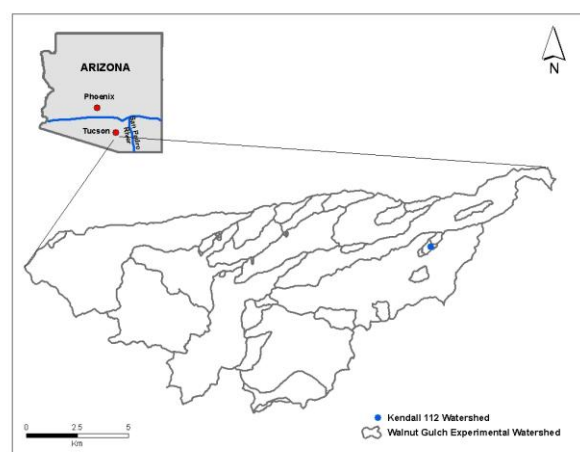 ARIZONA
Phoenix
Tucson
San Pedro
River
N
Kendall 112 Watershed
Walnut Gulch Experimental Watershed
0 2.5 5
Km